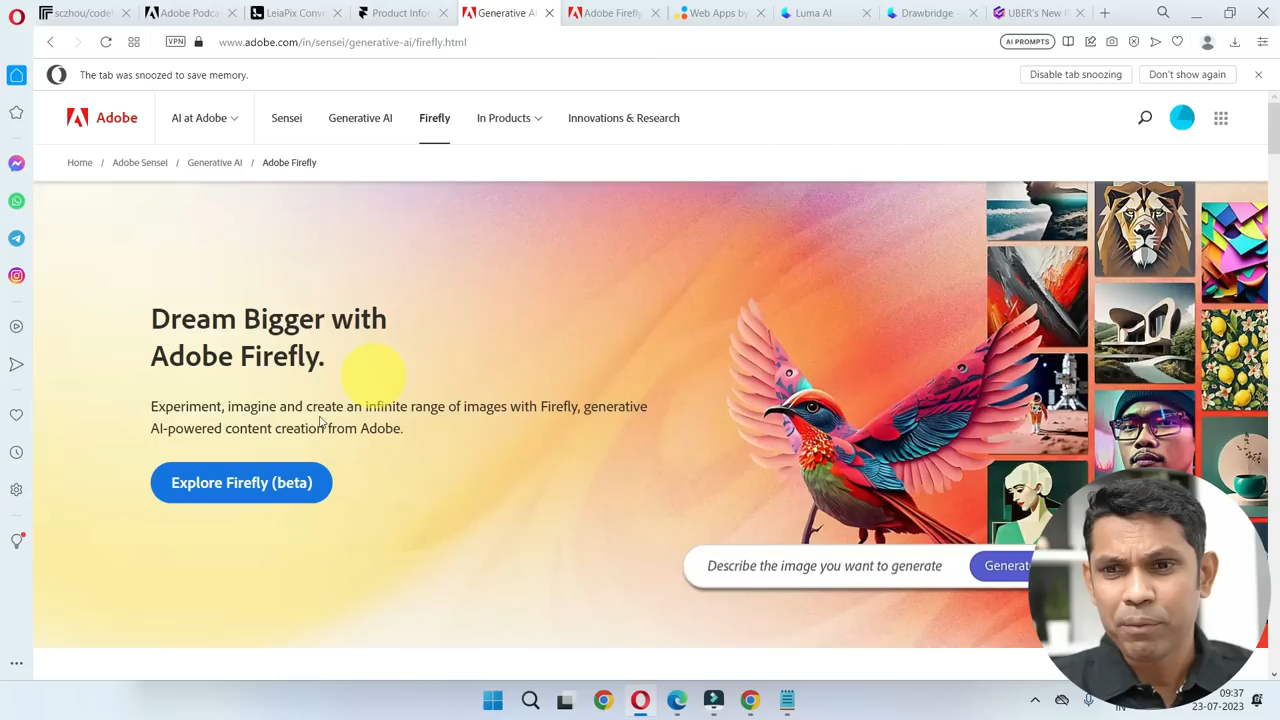 sczhou/codef
Adobe Podca
LeiaPix Conv
Product Infor
Generative AI
Adobe Firefly
Web Apps by
Luma AI
Drawbridge
UBER's New P
VPN
www.adobe.com/in/sensei/generative-ai/firefly.html
AI PROMPTS
The tab was snoozed to save memory.
Disable tab snoozing
Don't show again
Adobe
AI at Adobe
Sensei
Generative AI
Firefly
In Products
Innovations & Research
Home / Adobe Sensei / Generative AI / Adobe Firefly
Dream Bigger with
Adobe Firefly.
Experiment, imagine and create an infinite range of images with Firefly, generative
AI-powered content creation from Adobe.
Explore Firefly (beta)
Describe the image you want to generate
Generate
09:37
IN
23-07-2023